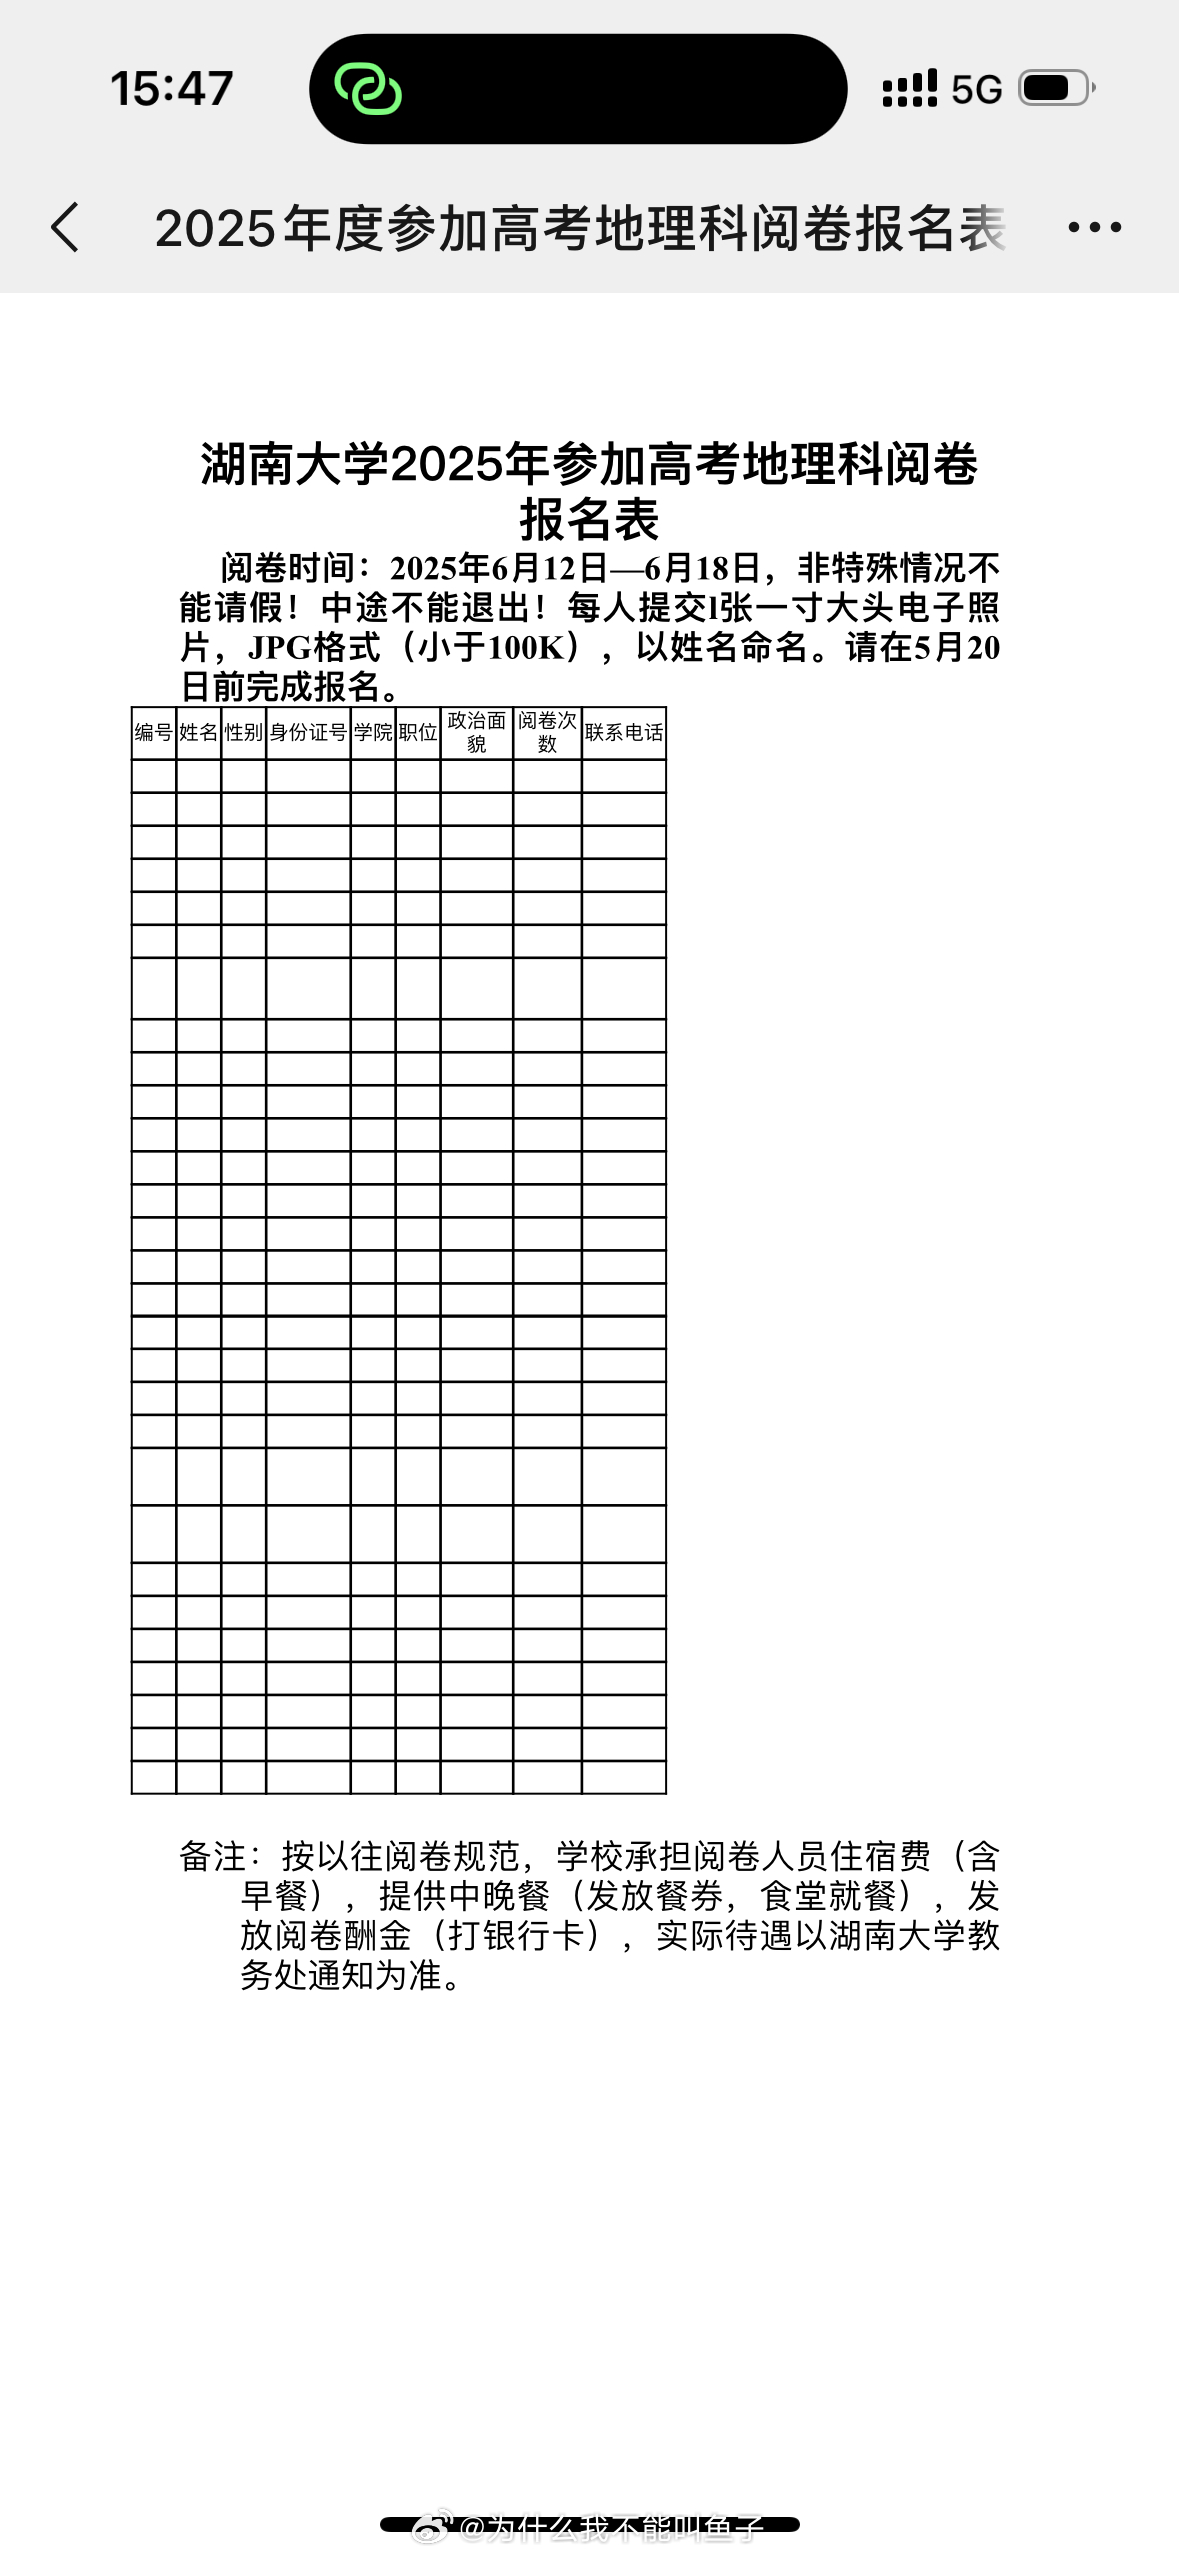 15:47
5G
2025年度参加高考地理科阅卷报名表
湖南大学2025年参加高考地理科阅卷
报名表
阅卷时间：2025年6月12日—6月18日，非特殊情况不
能请假！中途不能退出！每人提交1张一寸大头电子照
片，JPG格式（小于100K），以姓名命名。请在5月20
日前完成报名。
编号 姓名 性别 身份证号 学院 职位 政治面貌 阅卷次数 联系电话
备注：按以往阅卷规范，学校承担阅卷人员住宿费（含
早餐），提供中晚餐（发放餐券，食堂就餐），发
放阅卷酬金（打银行卡），实际待遇以湖南大学教
务处通知为准。
@为什么我不能叫鱼子